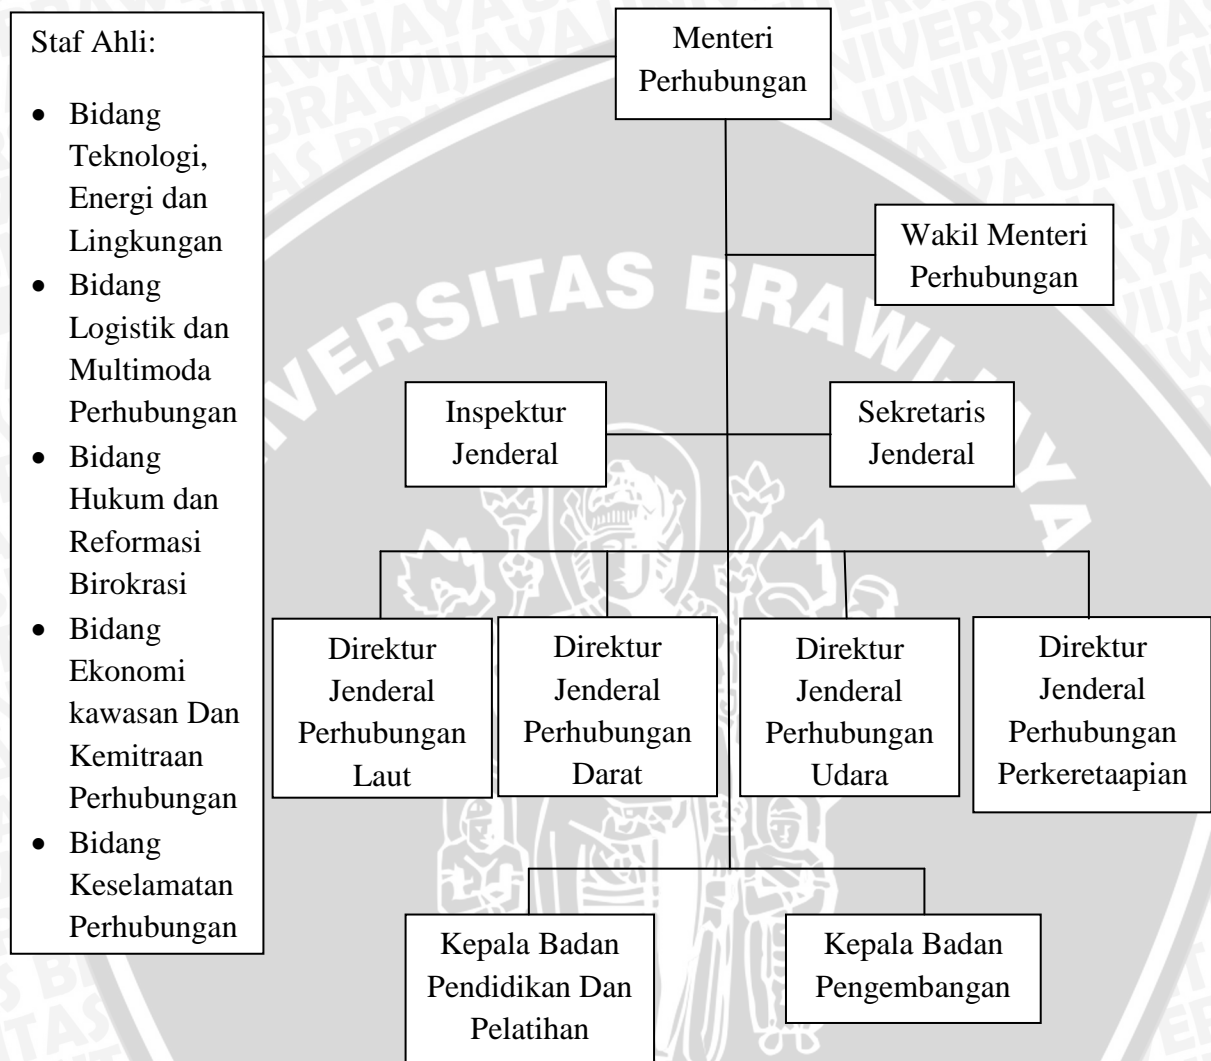 Staf Ahli:
• Bidang
Teknologi,
Energi dan
Lingkungan
• Bidang
Logistik dan
Multimoda
Perhubungan
• Bidang
Hukum dan
Reformasi
Birokrasi
• Bidang
Ekonomi
kawasan Dan
Kemitraan
Perhubungan
• Bidang
Keselamatan
Perhubungan
Menteri
Perhubungan
Wakil Menteri
Perhubungan
Inspektur
Jenderal
Sekretaris
Jenderal
Direktur
Jenderal
Perhubungan
Laut
Direktur
Jenderal
Perhubungan
Darat
Direktur
Jenderal
Perhubungan
Udara
Direktur
Jenderal
Perhubungan
Perkeretaapian
Kepala Badan
Pendidikan Dan
Pelatihan
Kepala Badan
Pengembangan
BRAWIJAYA